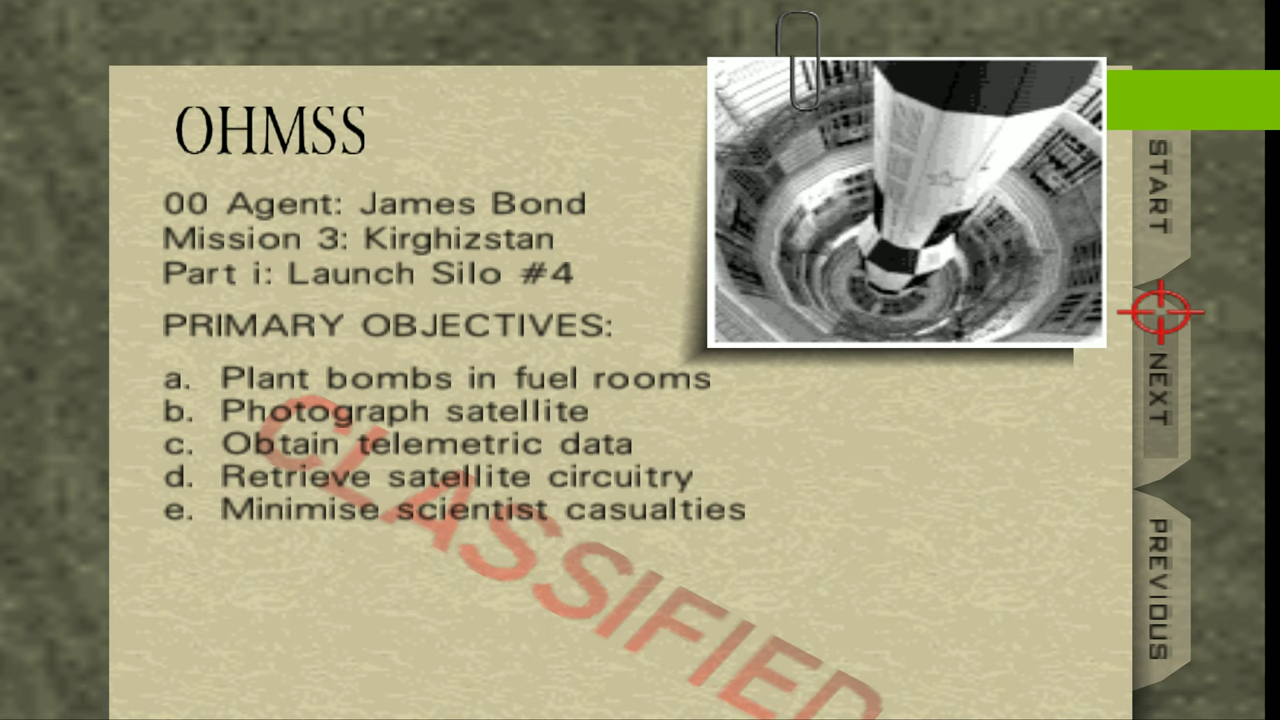 OHMSS
00 Agent: James Bond
Mission 3: Kirghizstan
Part i: Launch Silo #4
PRIMARY OBJECTIVES:
a. Plant bombs in fuel rooms
b. Photograph satellite
c. Obtain telemetric data
d. Retrieve satellite circuitry
e. Minimise scientist casualties
CLASSIFIED
START
NEXT
PREVIOUS